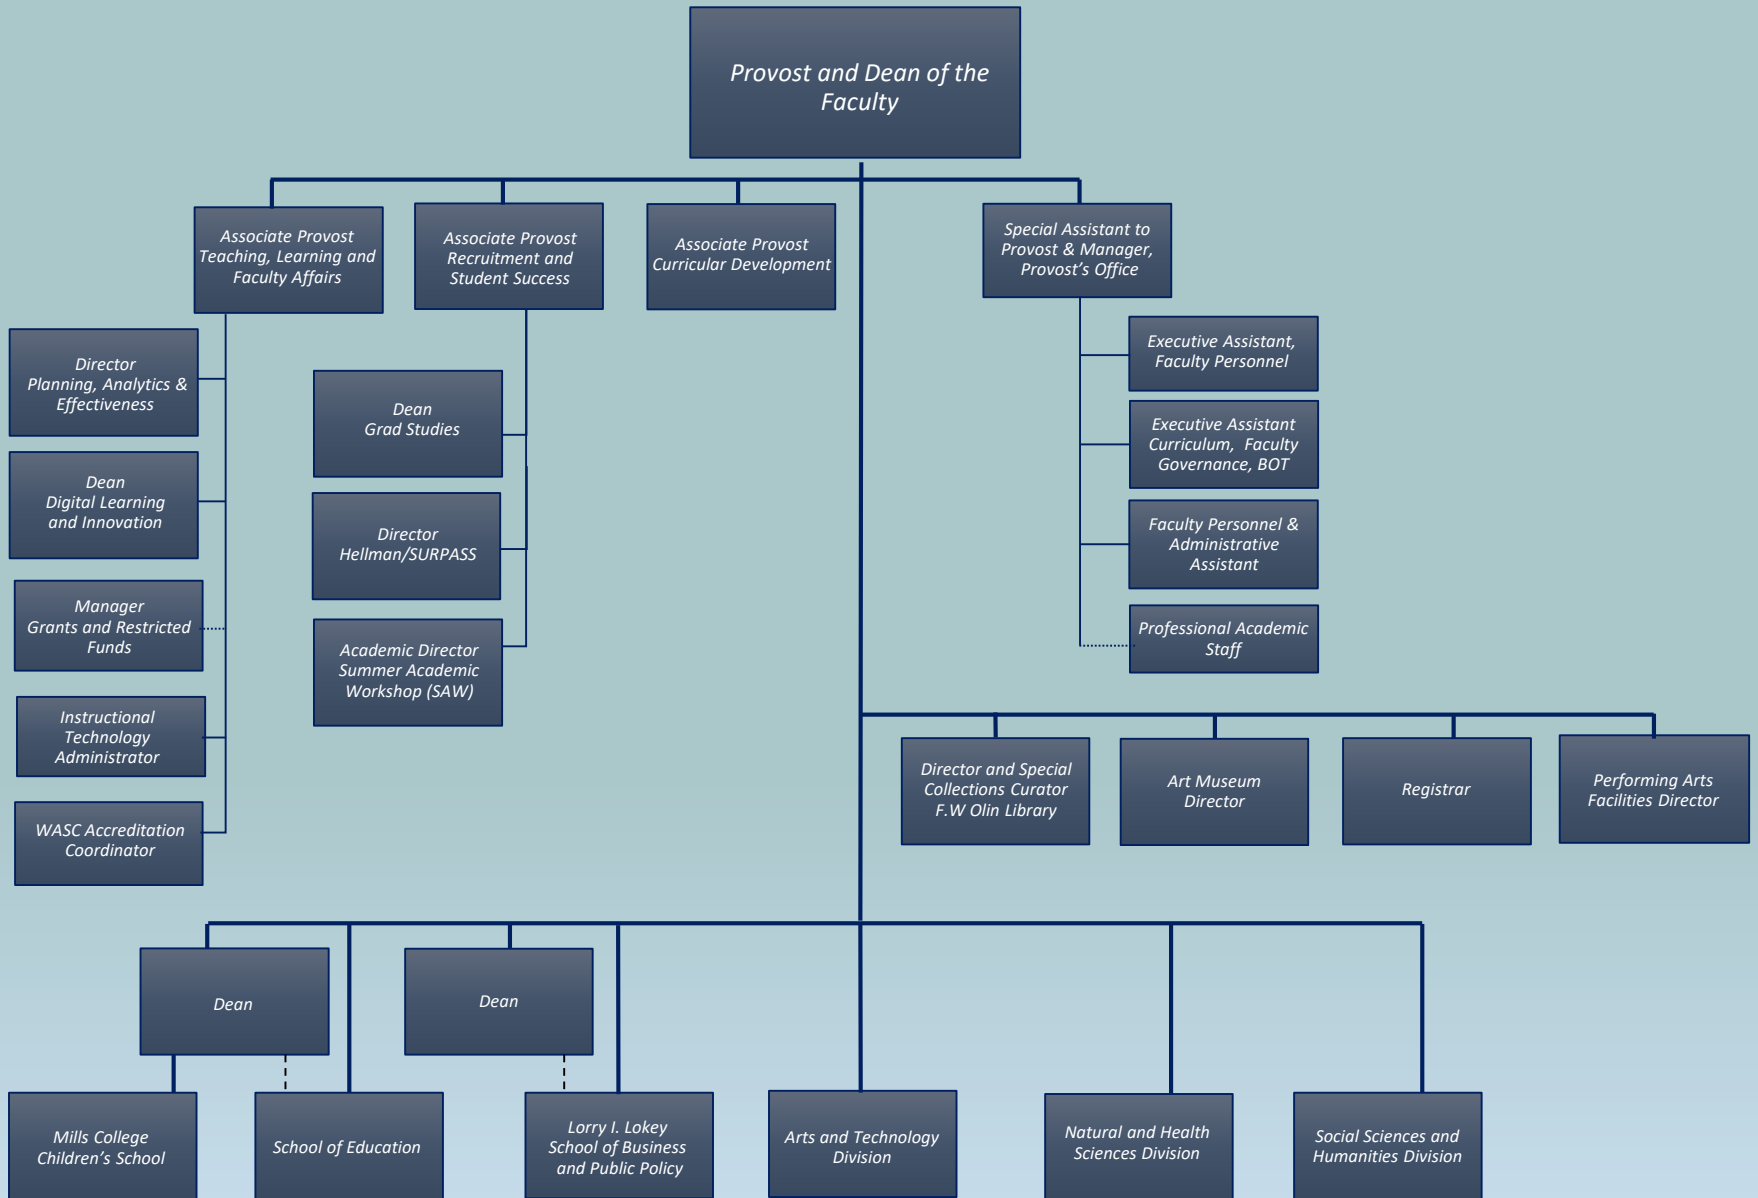 Provost and Dean of the
Faculty
Associate Provost
Teaching, Learning and
Faculty Affairs
Associate Provost
Recruitment and
Student Success
Associate Provost
Curricular Development
Special Assistant to
Provost & Manager,
Provost’s Office
Director
Planning, Analytics &
Effectiveness
Dean
Digital Learning
and Innovation
Manager
Grants and Restricted
Funds
Instructional
Technology
Administrator
WASC Accreditation
Coordinator
Dean
Grad Studies
Director
Hellman/SURPASS
Academic Director
Summer Academic
Workshop (SAW)
Executive Assistant,
Faculty Personnel
Executive Assistant
Curriculum,  Faculty
Governance, BOT
Faculty Personnel &
Administrative
Assistant
Professional Academic
Staff
Director and Special
Collections Curator
F.W Olin Library
Art Museum
Director
Registrar
Performing Arts
Facilities Director
Dean
Dean
Mills College
Children’s School
School of Education
Lorry I. Lokey
School of Business
and Public Policy
Arts and Technology
Division
Natural and Health
Sciences Division
Social Sciences and
Humanities Division